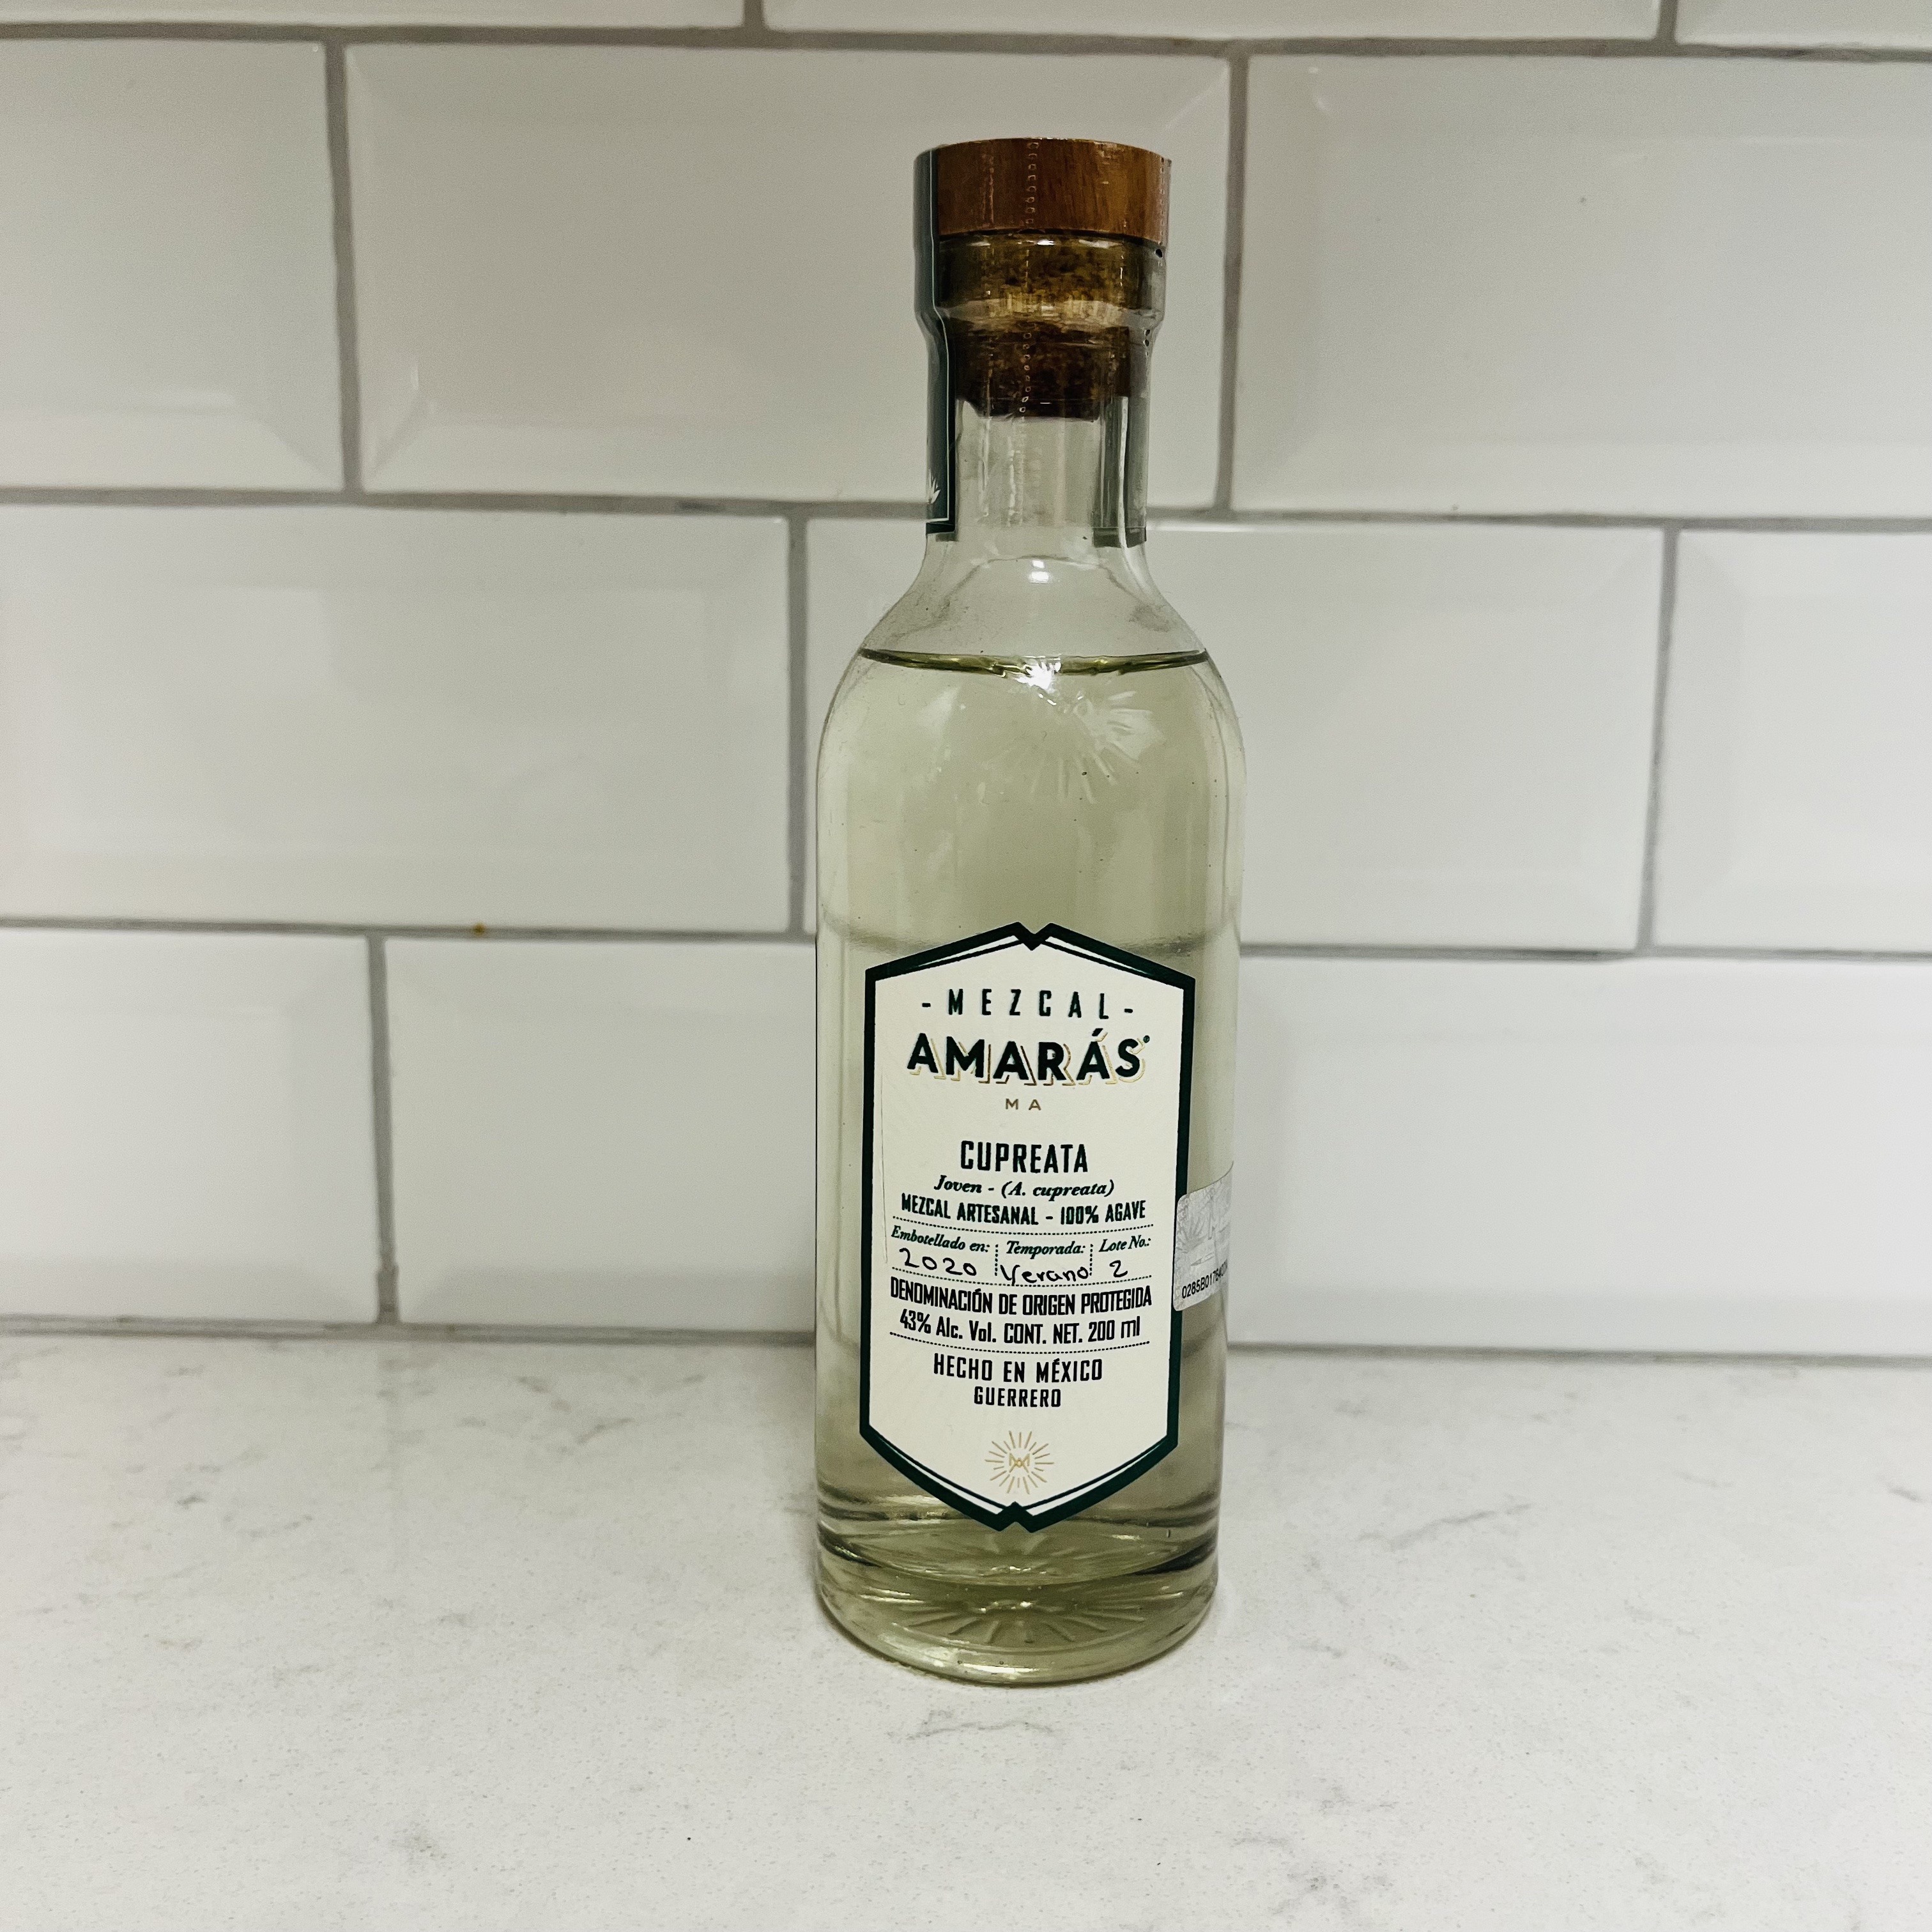 -MEZCAL-
AMARÁS
MA
CUPREATA
Joven - (A. cupreata)
MEZCAL ARTESANAL - 100% AGAVE
Embotellado en: Temporada: Lote No.:
2020 Verano 2
DENOMINACIÓN DE ORIGEN PROTEGIDA
43% Alc. Vol. CONT. NET. 200 ml
HECHO EN MÉXICO
GUERRERO